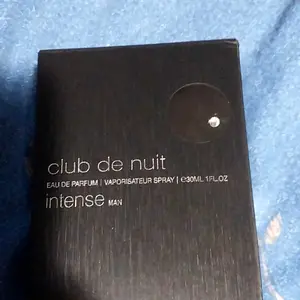 club de nuit
EAU DE PARFUM | VAPORISATEUR SPRAY | ℮30ML 1FL.OZ
intense MAN